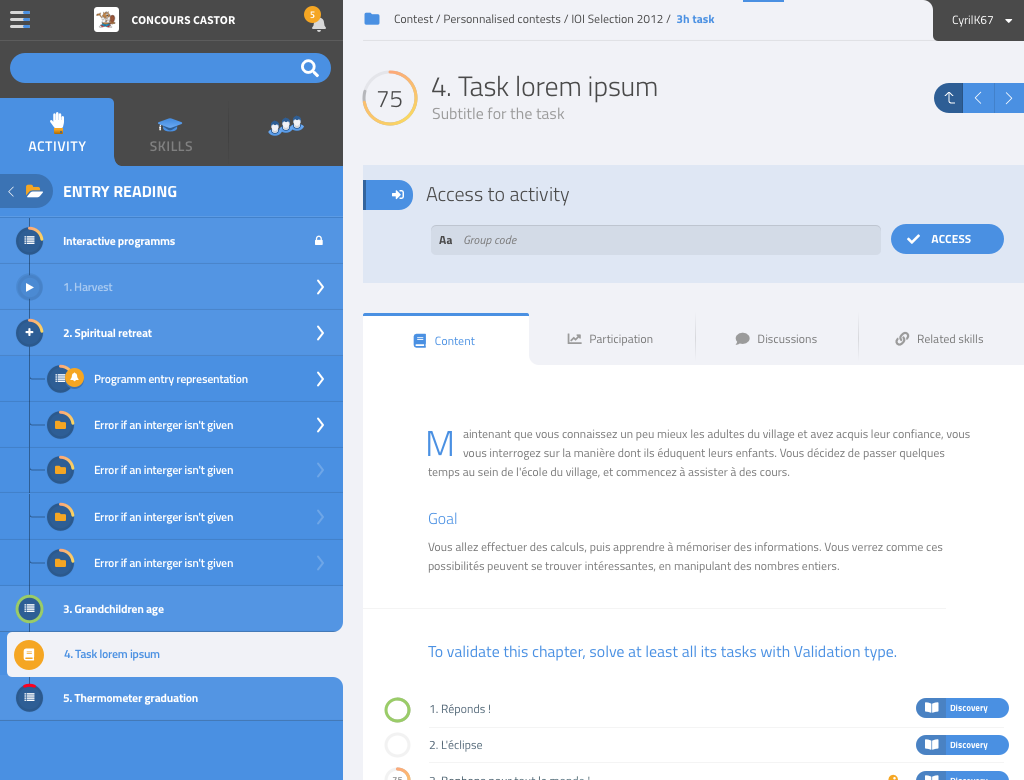 CONCOURS CASTOR
5
ACTIVITY
SKILLS
ENTRY READING
Interactive programms
1. Harvest
2. Spiritual retreat
Programm entry representation
Error if an interger isn't given
Error if an interger isn't given
Error if an interger isn't given
Error if an interger isn't given
3. Grandchildren age
4. Task lorem ipsum
5. Thermometer graduation
Contest / Personnalised contests / IOI Selection 2012 / 3h task
CyrilK67
75
4. Task lorem ipsum
Subtitle for the task
Access to activity
Aa Group code
ACCESS
Content
Participation
Discussions
Related skills
Maintenant que vous connaissez un peu mieux les adultes du village et avez acquis leur confiance, vous
vous interrogez sur la manière dont ils éduquent leurs enfants. Vous décidez de passer quelques
temps au sein de l'école du village, et commencez à assister à des cours.
Goal
Vous allez effectuer des calculs, puis apprendre à mémoriser des informations. Vous verrez comme ces
possibilités peuvent se trouver intéressantes, en manipulant des nombres entiers.
To validate this chapter, solve at least all its tasks with Validation type.
1. Réponds !
Discovery
2. L'éclipse
Discovery
75
3. Bonbons pour tout le monde !
Discovery